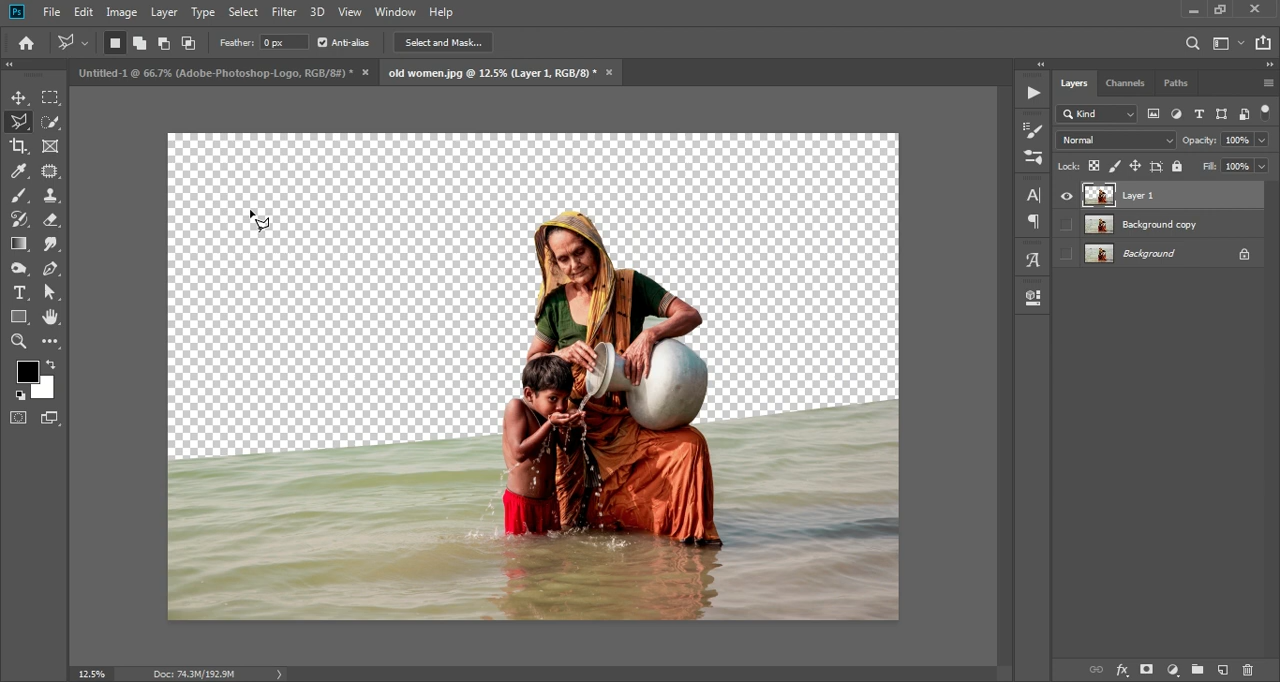 Ps File Edit Image Layer Type Select Filter 3D View Window Help
Feather: 0 px Anti-alias Select and Mask...
Untitled-1 @ 66.7% (Adobe-Photoshop-Logo, RGB/8#) * × old women.jpg @ 12.5% (Layer 1, RGB/8) * ×
Layers Channels Paths
Kind
Normal Opacity: 100%
Lock: Fill: 100%
Layer 1
Background copy
Background
12.5% Doc: 74.3M/192.9M